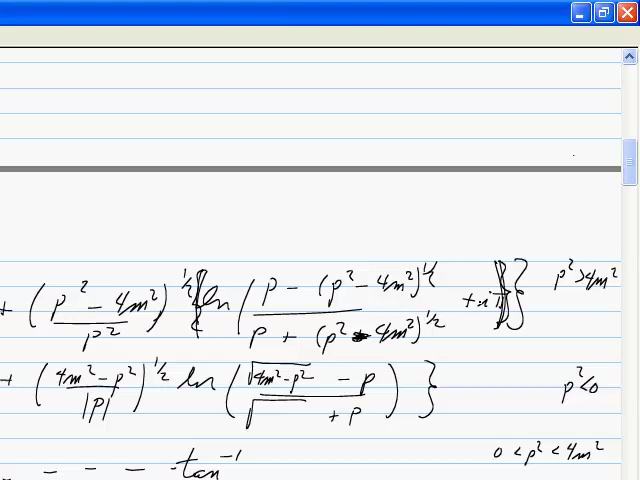 + ( (p² - 4m²) / p² )^{1/2} { ln ( (p - (p² - 4m²)^{1/2}) / (p + (p² - 4m²)^{1/2}) + iπ } } p² > 4m²
+ ( (4m² - p²) / |p| )^{1/2} ln ( (√(4m² - p²) - p) / (√ + p) ) } p² < 0
— — — tan⁻¹ 0 < p² < 4m²